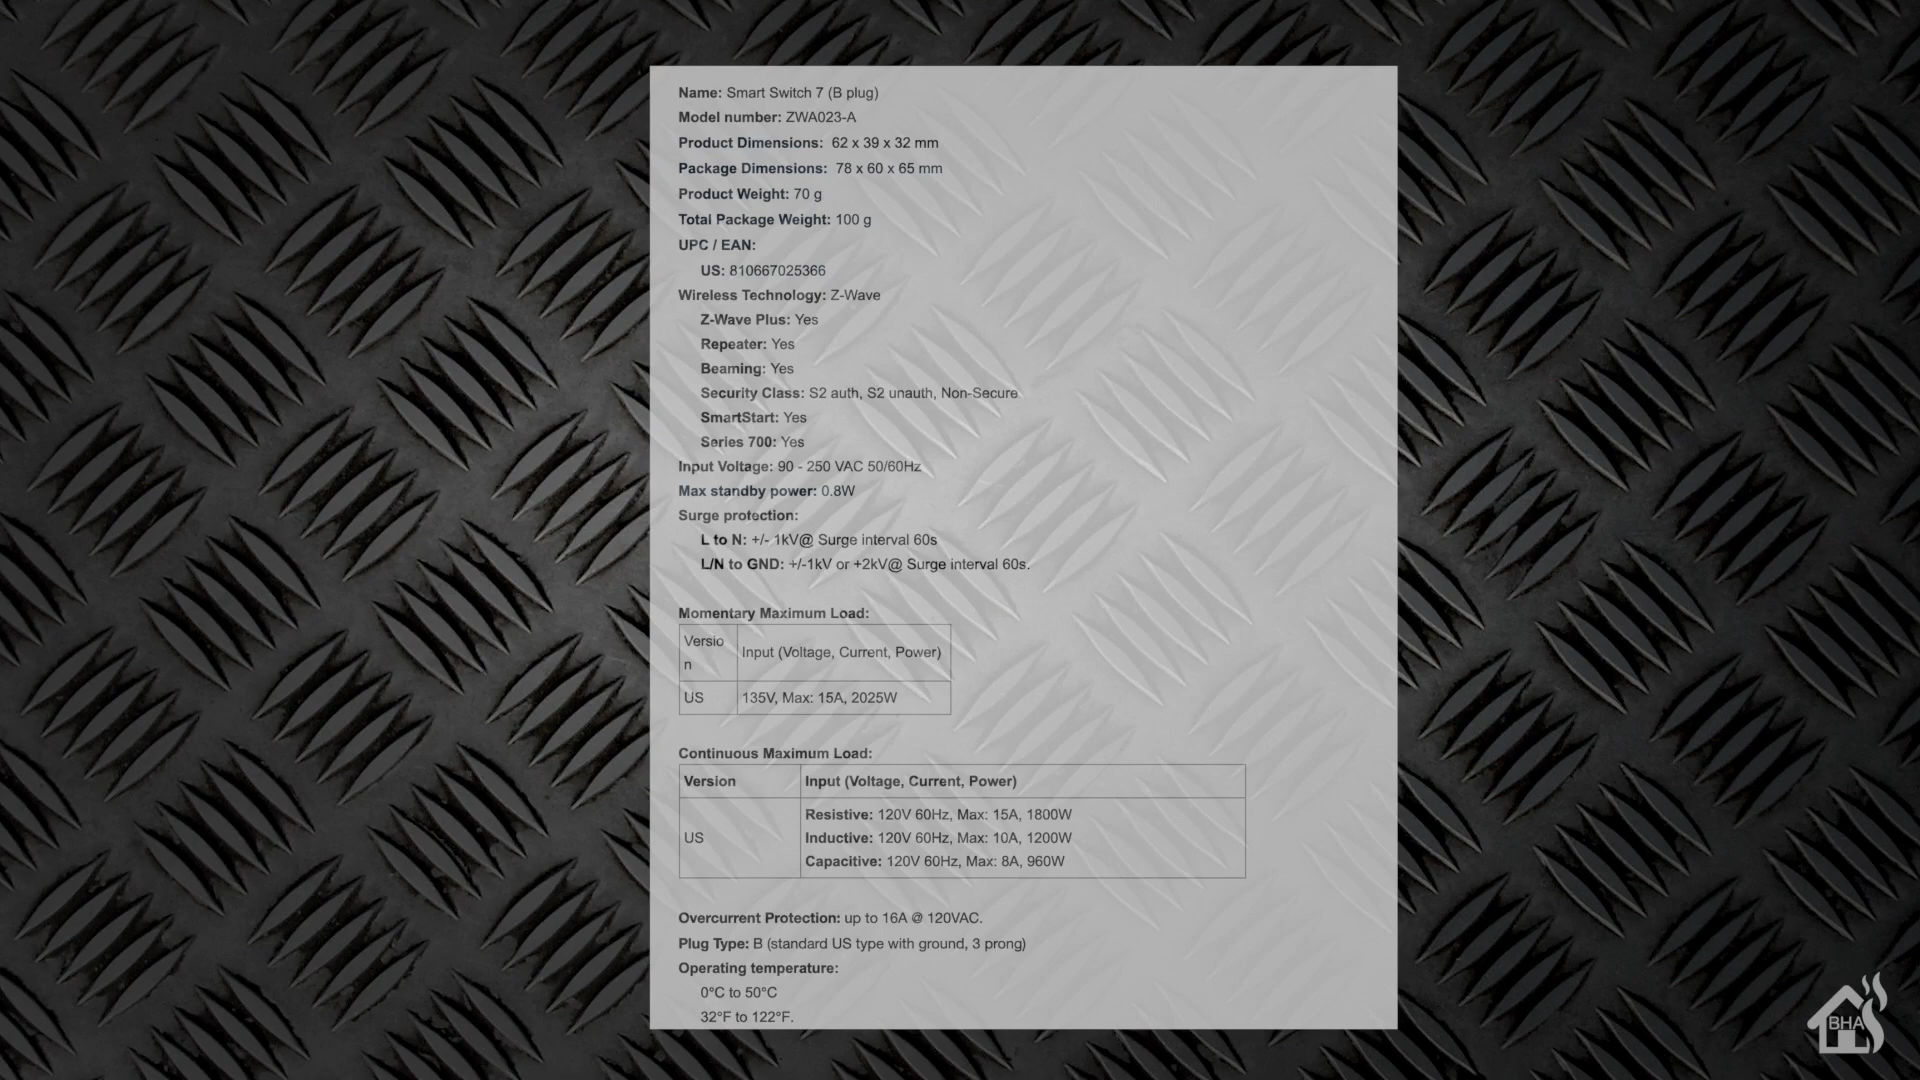 Name: Smart Switch 7 (B plug)
Model number: ZWA023-A
Product Dimensions: 62 x 39 x 32 mm
Package Dimensions: 78 x 60 x 65 mm
Product Weight: 70 g
Total Package Weight: 100 g
UPC / EAN:
US: 810667025366
Wireless Technology: Z-Wave
Z-Wave Plus: Yes
Repeater: Yes
Beaming: Yes
Security Class: S2 auth, S2 unauth, Non-Secure
SmartStart: Yes
Series 700: Yes
Input Voltage: 90 - 250 VAC 50/60Hz
Max standby power: 0.8W
Surge protection:
L to N: +/- 1kV@ Surge interval 60s
L/N to GND: +/-1kV or +2kV@ Surge interval 60s.
Momentary Maximum Load:
Versio
n
Input (Voltage, Current, Power)
US
135V, Max: 15A, 2025W
Continuous Maximum Load:
Version
Input (Voltage, Current, Power)
US
Resistive: 120V 60Hz, Max: 15A, 1800W
Inductive: 120V 60Hz, Max: 10A, 1200W
Capacitive: 120V 60Hz, Max: 8A, 960W
Overcurrent Protection: up to 16A @ 120VAC.
Plug Type: B (standard US type with ground, 3 prong)
Operating temperature:
0°C to 50°C
32°F to 122°F.
BHA